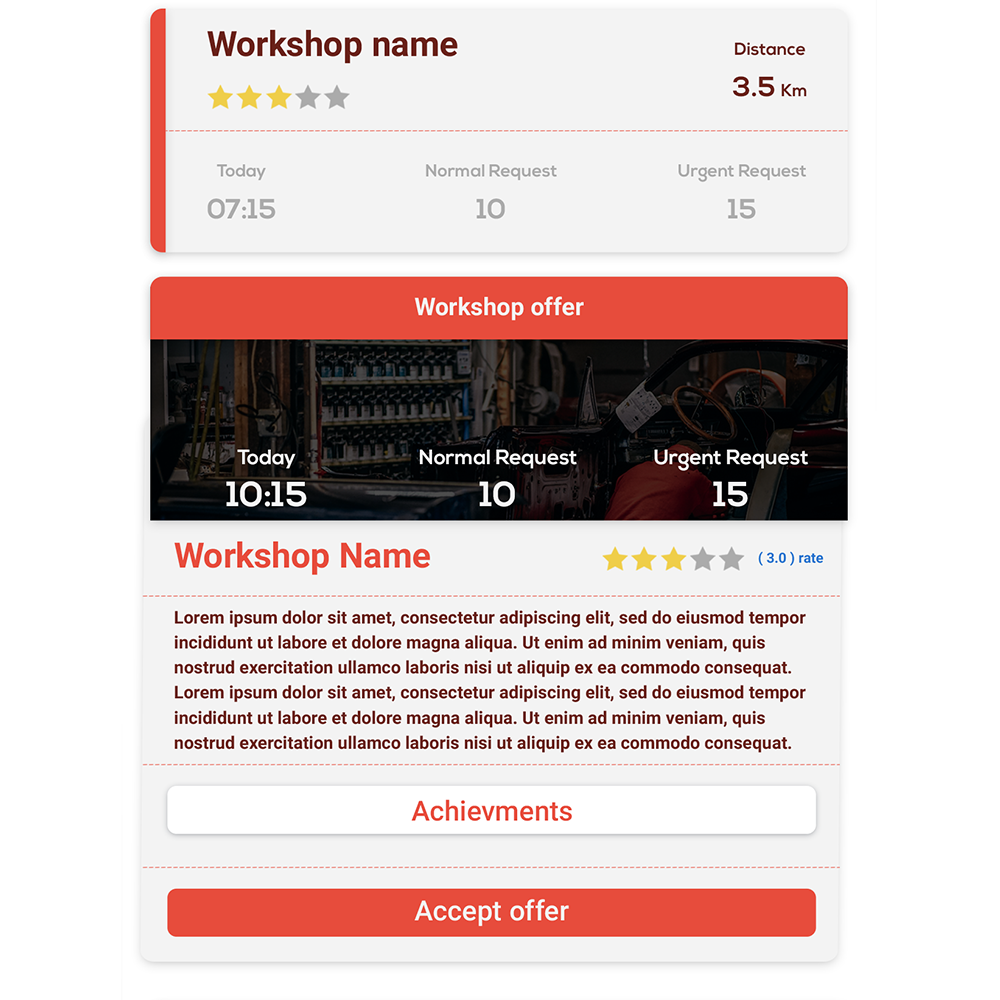 Workshop name
Distance
3.5 Km
Today
Normal Request
Urgent Request
07:15
10
15
Workshop offer
Today
Normal Request
Urgent Request
10:15
10
15
Workshop Name
( 3.0 ) rate
Lorem ipsum dolor sit amet, consectetur adipiscing elit, sed do eiusmod tempor
incididunt ut labore et dolore magna aliqua. Ut enim ad minim veniam, quis
nostrud exercitation ullamco laboris nisi ut aliquip ex ea commodo consequat.
Lorem ipsum dolor sit amet, consectetur adipiscing elit, sed do eiusmod tempor
incididunt ut labore et dolore magna aliqua. Ut enim ad minim veniam, quis
nostrud exercitation ullamco laboris nisi ut aliquip ex ea commodo consequat.
Achievments
Accept offer